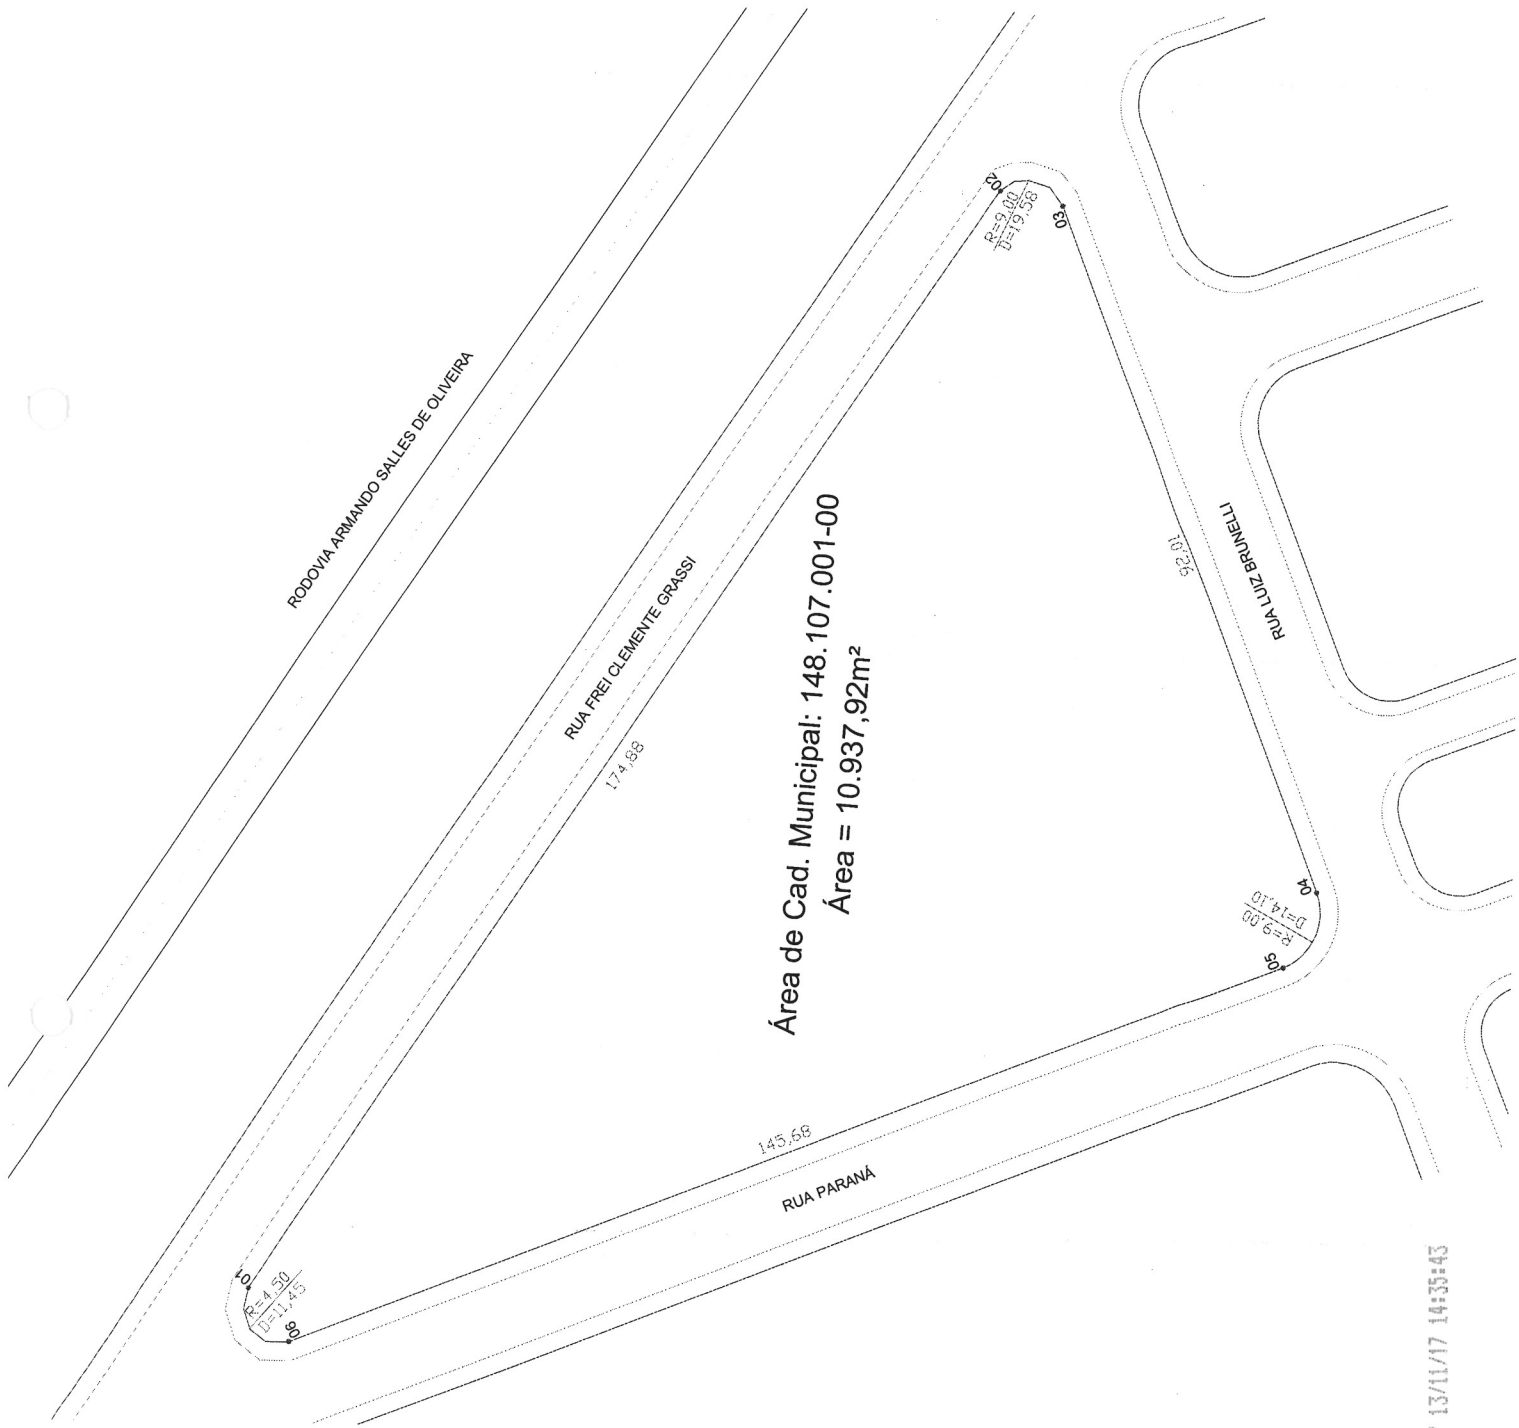 RODOVIA ARMANDO SALLES DE OLIVEIRA
RUA FREI CLEMENTE GRASSI
174,88
02
R=9,00
D=19,58
03
Área de Cad. Municipal: 148.107.001-00
Área = 10.937,92m²
92,01
RUA LUIZ BRUNELLI
04
R=9,00
D=14,10
05
145,68
RUA PARANÁ
01
R=4,50
D=11,45
06
13/11/17 14:35:43